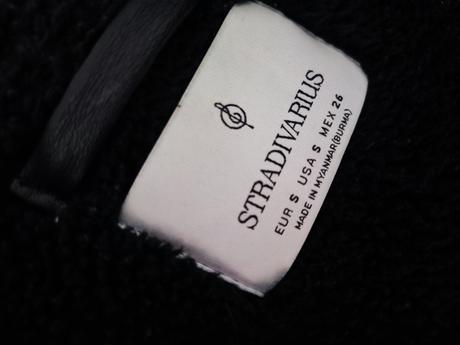 STRADIVARIUS
EUR S USA S MEX 26
MADE IN MYANMAR(BURMA)